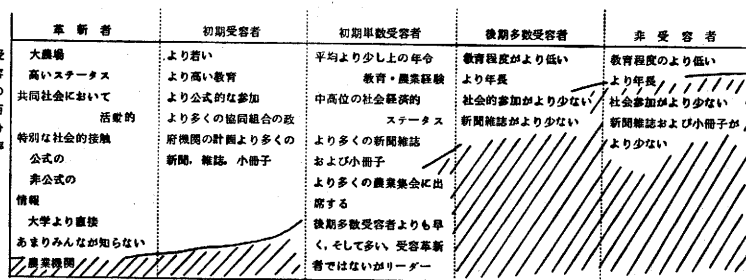 革新者
大農場
高いステータス
共同社会において
活動的
特別な社会的接触
公式の
非公式の
情報
大学より直接
あまりみんなが知らない
農業機関
初期受容者
より若い
より高い教育
より公式的な参加
より多くの協同組合の政
府機関の計画より多くの
新聞、雑誌、小冊子
初期単数受容者
平均より少し上の年令
教育・農業経験
中高位の社会経済的
ステータス
より多くの新聞雑誌
および小冊子
より多くの農業集会に出
席する
後期多数受容者よりも早
く、そして多い、受容革新
者ではないがリーダー
後期多数受容者
教育程度がより低い
より年長
社会的参加がより少ない
新聞雑誌がより少ない
非受容者
教育程度のより低い
より年長
社会参加がより少ない
新聞雑誌および小冊子が
より少ない